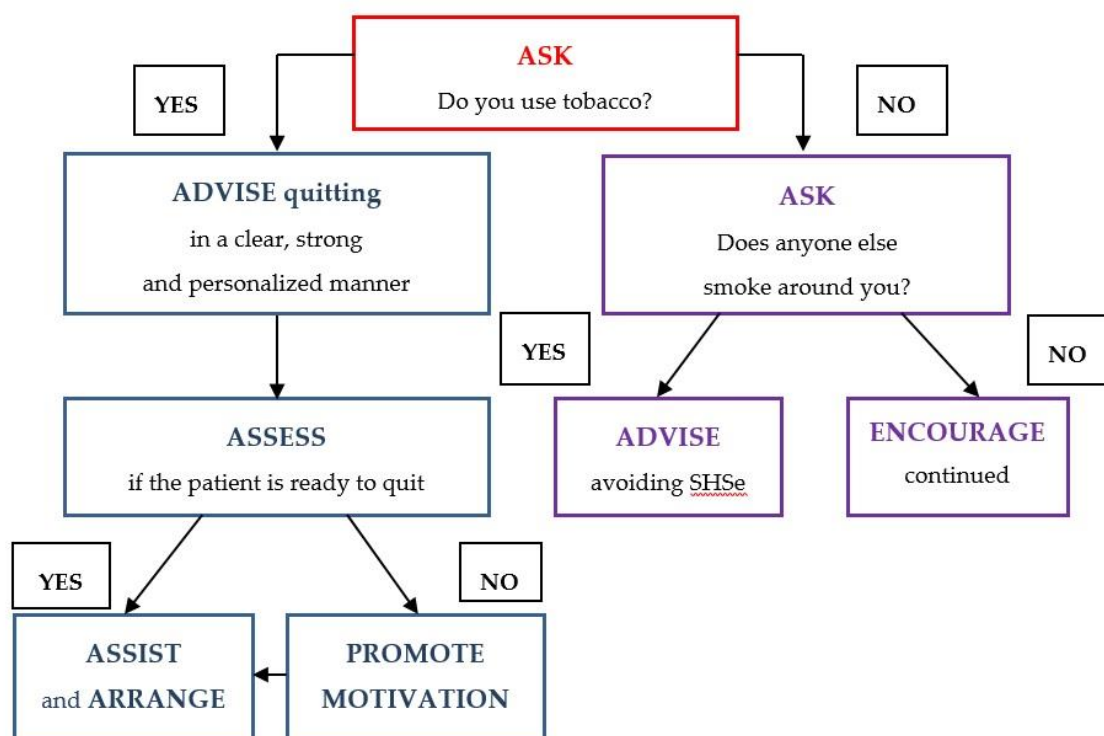 ASK
Do you use tobacco?
YES
NO
ADVISE quitting
in a clear, strong
and personalized manner
ASK
Does anyone else
smoke around you?
YES
NO
ASSESS
if the patient is ready to quit
ADVISE
avoiding SHSe
ENCOURAGE
continued
YES
NO
ASSIST
and ARRANGE
PROMOTE
MOTIVATION